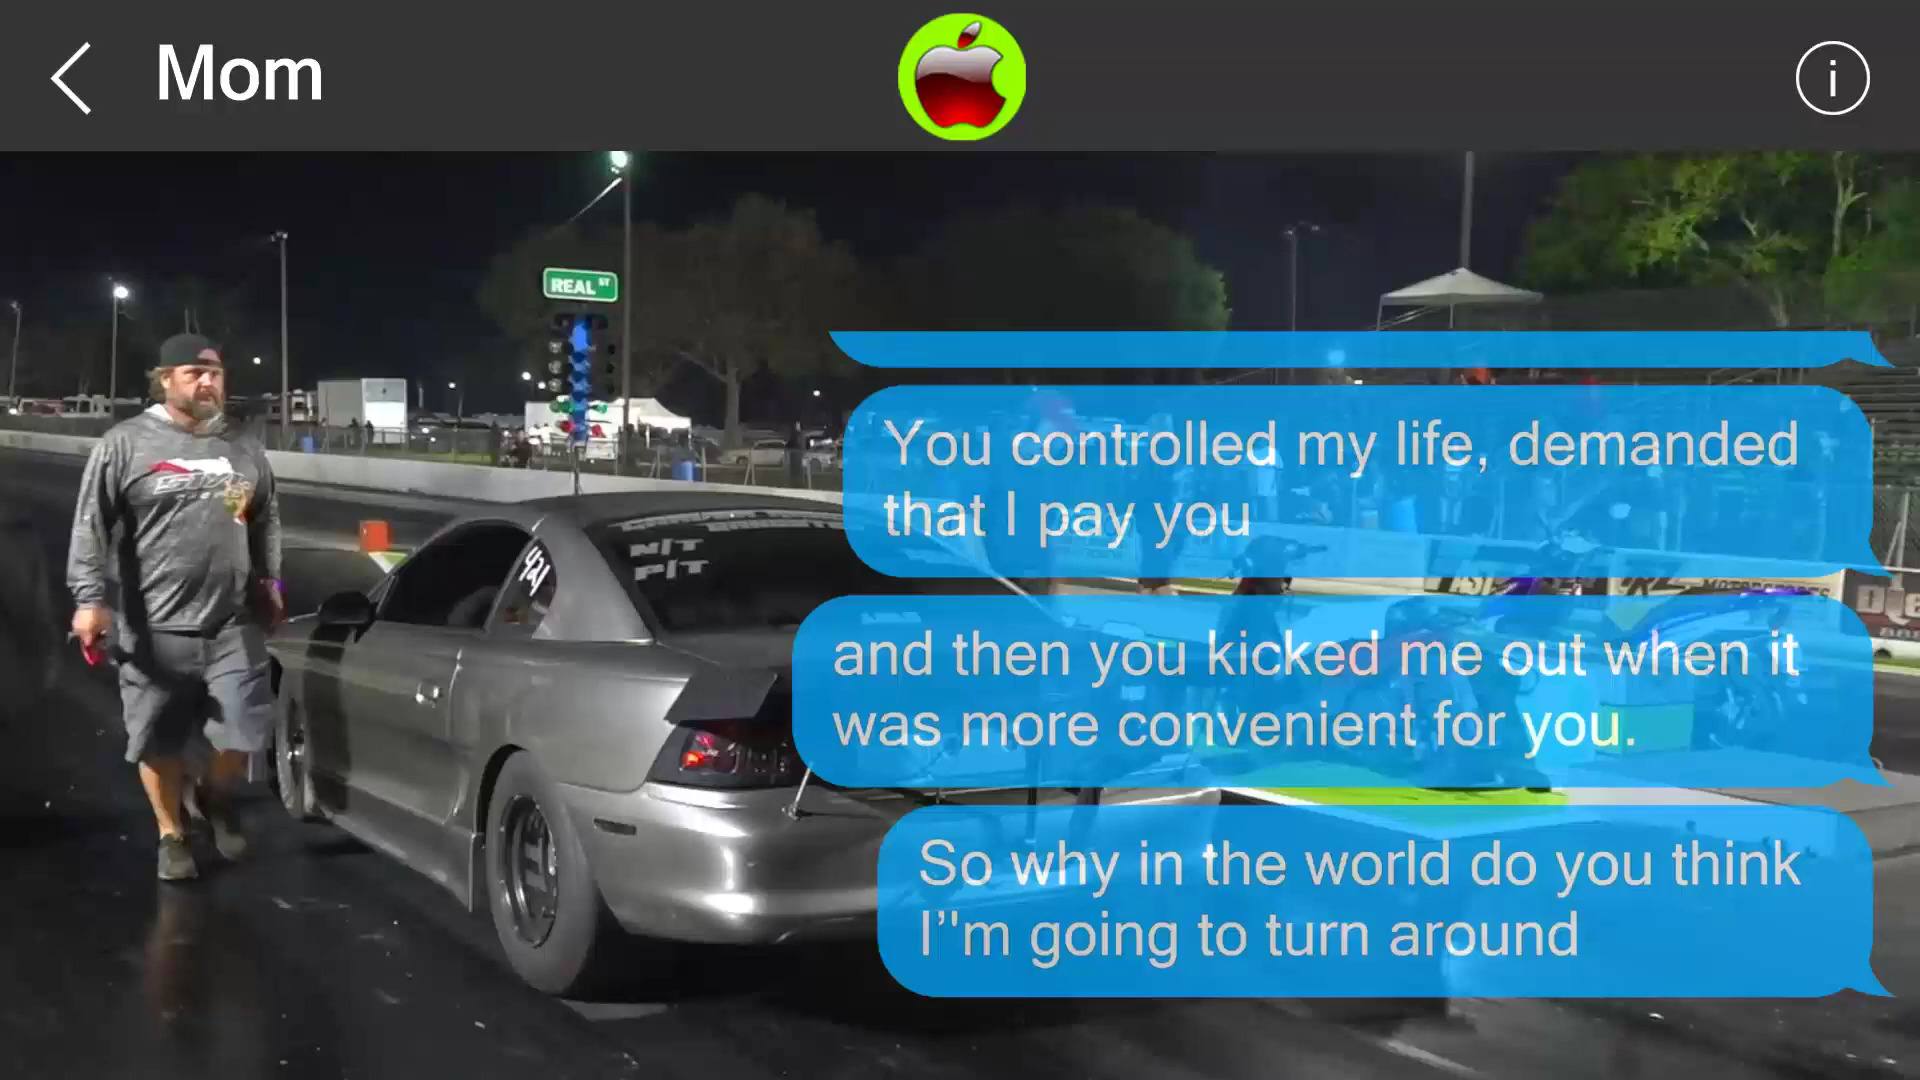 Mom
i
REAL ST
You controlled my life, demanded
that I pay you
N/T
P/T
421
and then you kicked me out when it
was more convenient for you.
So why in the world do you think
I’'m going to turn around